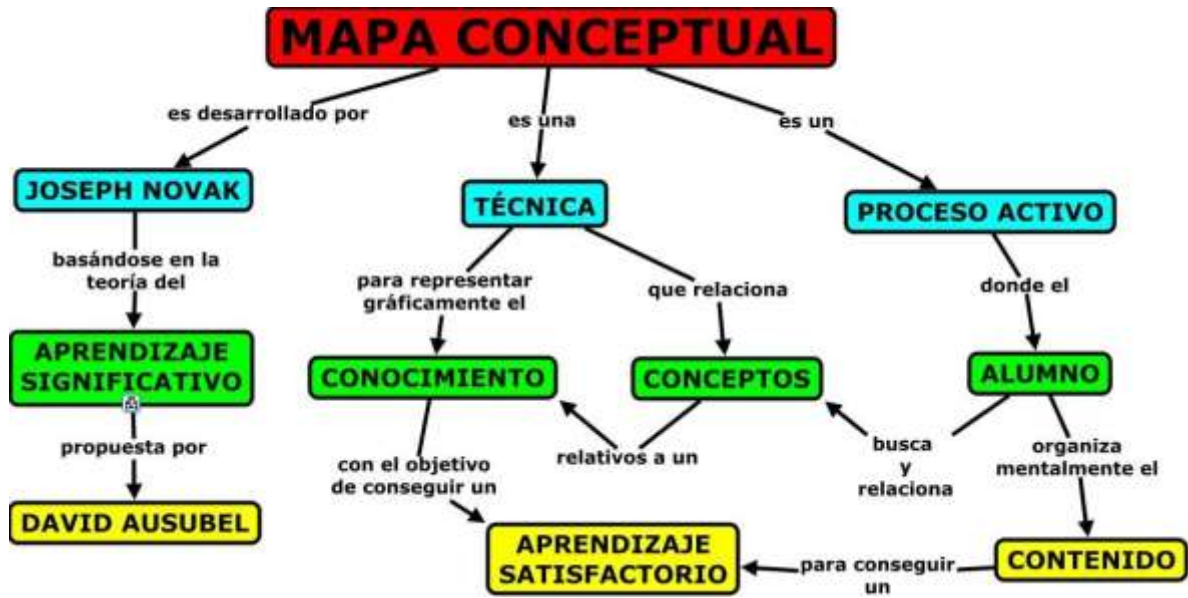 MAPA CONCEPTUAL
es desarrollado por
es una
es un
JOSEPH NOVAK
TÉCNICA
PROCESO ACTIVO
basándose en la
teoría del
para representar
gráficamente el
que relaciona
donde el
APRENDIZAJE
SIGNIFICATIVO
CONOCIMIENTO
CONCEPTOS
ALUMNO
propuesta por
con el objetivo
de conseguir un
relativos a un
busca
y
relaciona
organiza
mentalmente el
DAVID AUSUBEL
APRENDIZAJE
SATISFACTORIO
para conseguir
un
CONTENIDO